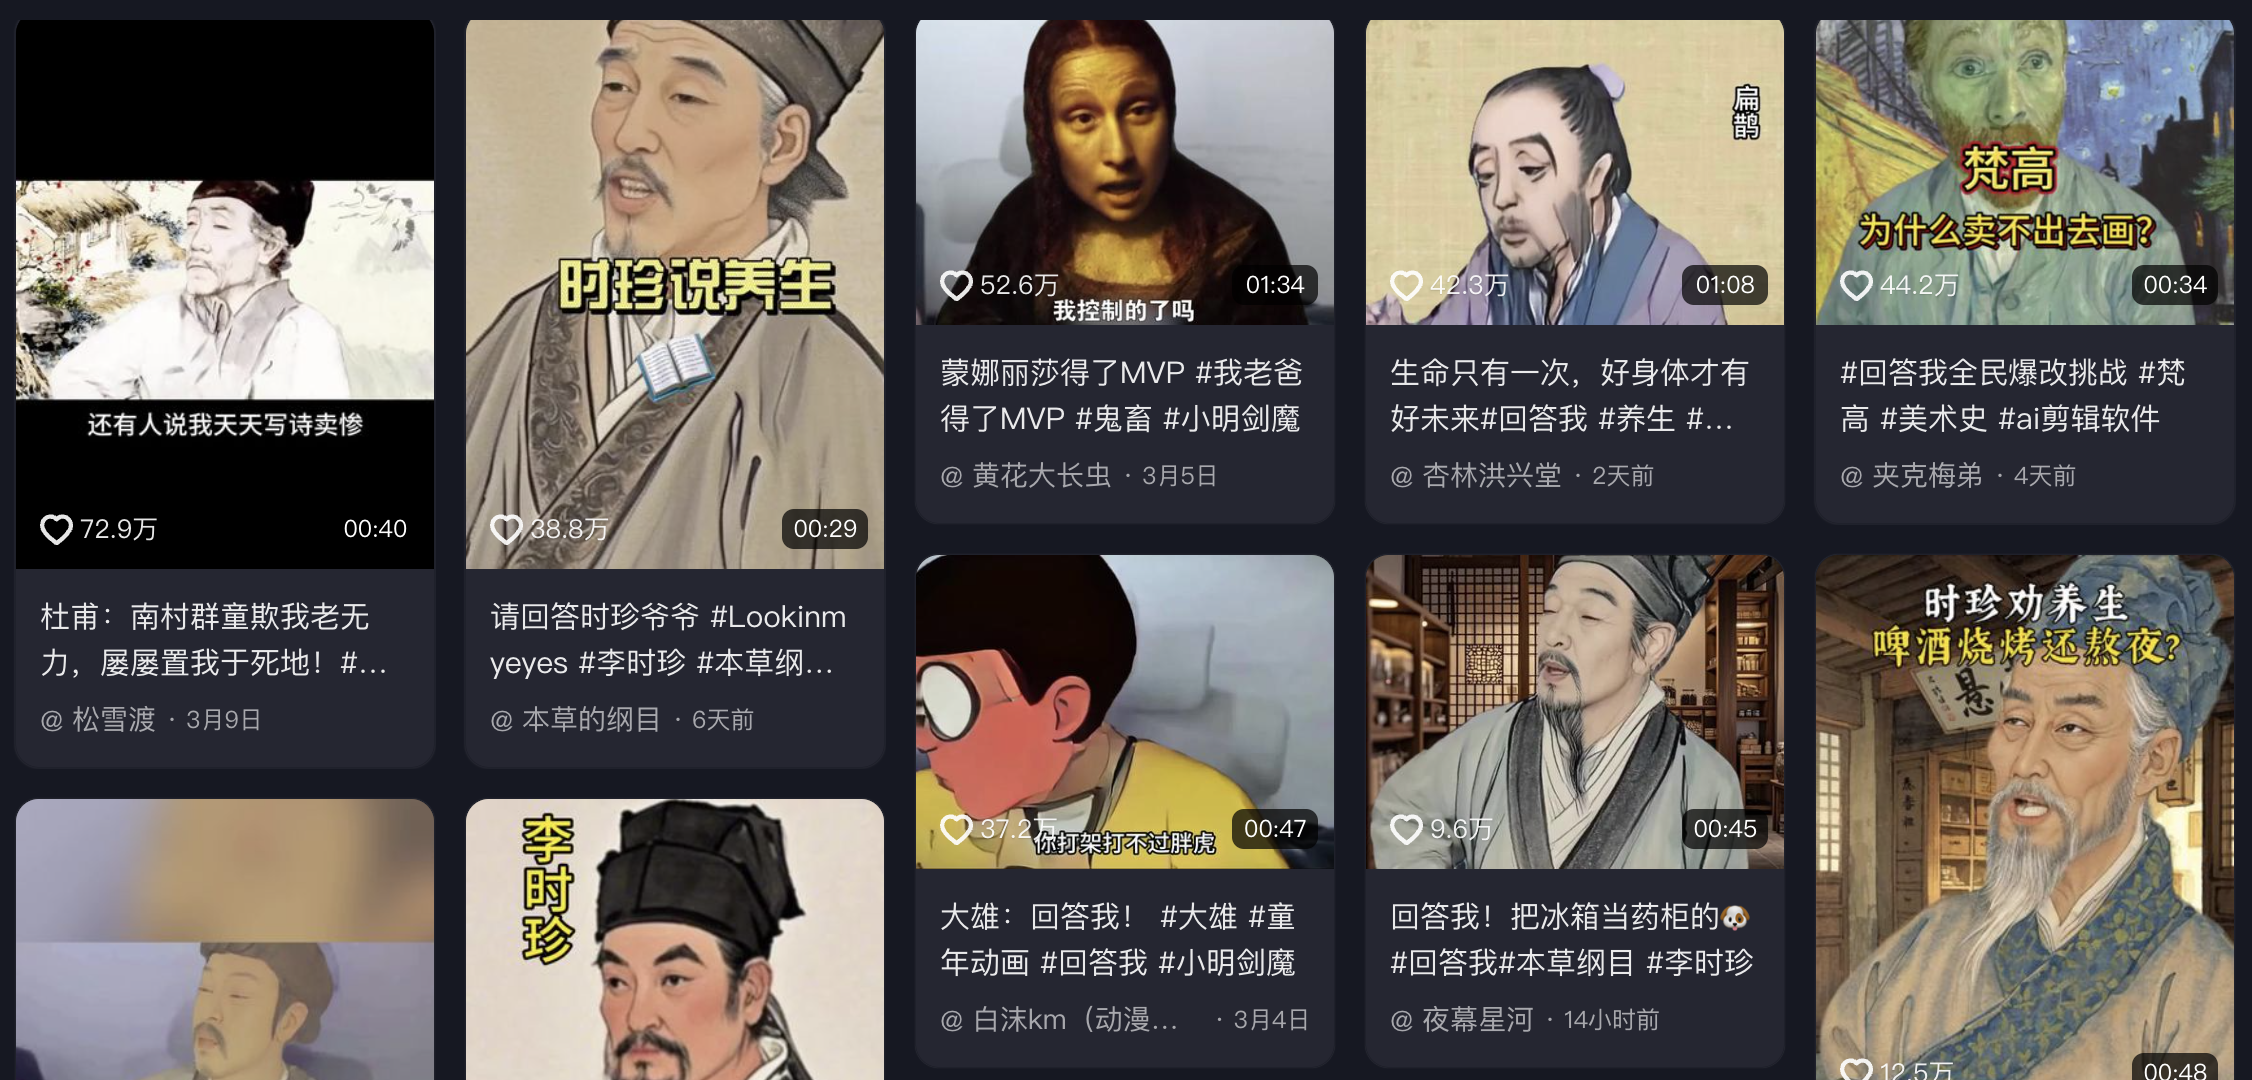 还有人说我天天写诗卖惨
72.9万
00:40
杜甫：南村群童欺我老无
力，屡屡置我于死地！#...
@ 松雪渡 · 3月9日
时珍说养生
38.8万
00:29
请回答时珍爷爷 #Lookinm
yeyes #李时珍 #本草纲...
@ 本草的纲目 · 6天前
李时珍
52.6万
01:34
我控制的了吗
蒙娜丽莎得了MVP #我老爸
得了MVP #鬼畜 #小明剑魔
@ 黄花大长虫 · 3月5日
37.2万
00:47
你打架打不过胖虎
大雄：回答我！ #大雄 #童
年动画 #回答我 #小明剑魔
@ 白沫km（动漫... · 3月4日
扁鹊
42.3万
01:08
生命只有一次，好身体才有
好未来#回答我 #养生 #...
@ 杏林洪兴堂 · 2天前
9.6万
00:45
回答我！把冰箱当药柜的🐶
#回答我#本草纲目 #李时珍
@ 夜幕星河 · 14小时前
梵高
为什么卖不出去画？
44.2万
00:34
#回答我全民爆改挑战 #梵
高 #美术史 #ai剪辑软件
@ 夹克梅弟 · 4天前
时珍劝养生
啤酒烧烤还熬夜？
悬
12.5万
00:48